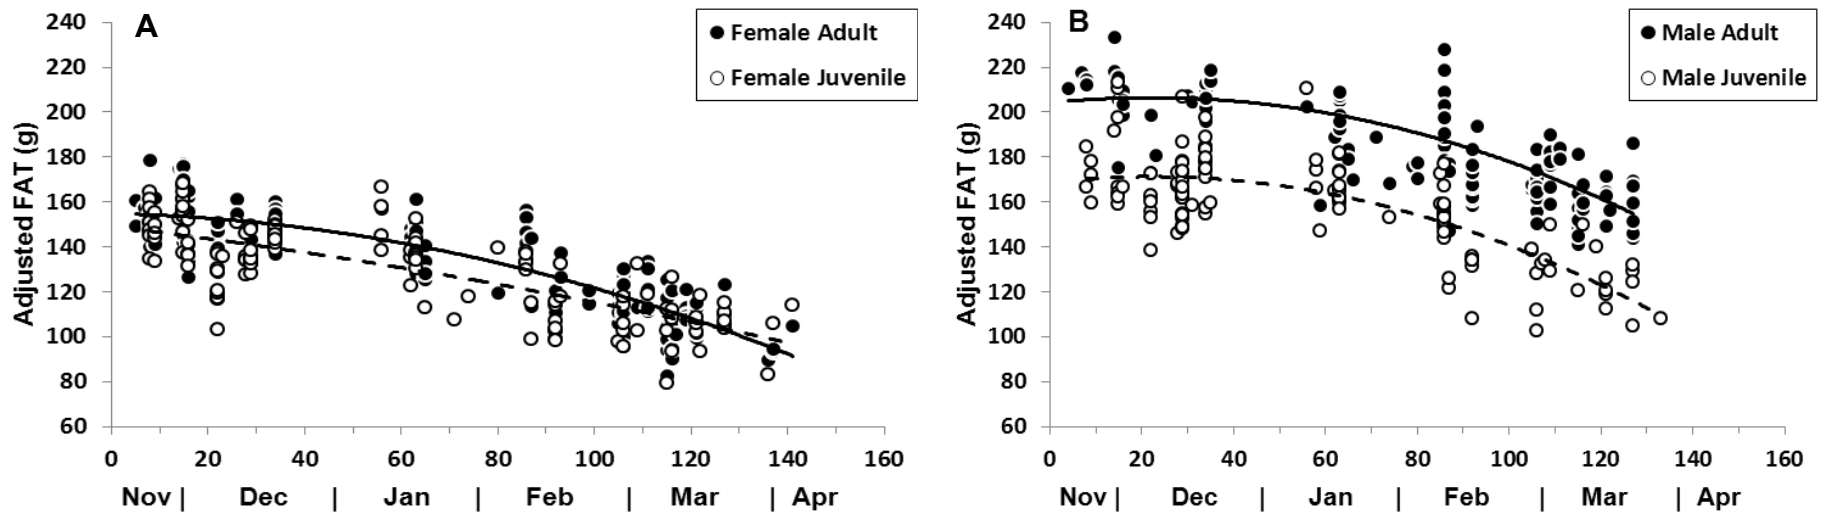 A
Female Adult
Female Juvenile
Adjusted FAT (g)
240
220
200
180
160
140
120
100
80
60
0 20 40 60 80 100 120 140 160
Nov | Dec | Jan | Feb | Mar | Apr
B
Male Adult
Male Juvenile
Adjusted FAT (g)
240
220
200
180
160
140
120
100
80
60
0 20 40 60 80 100 120 140 160
Nov | Dec | Jan | Feb | Mar | Apr